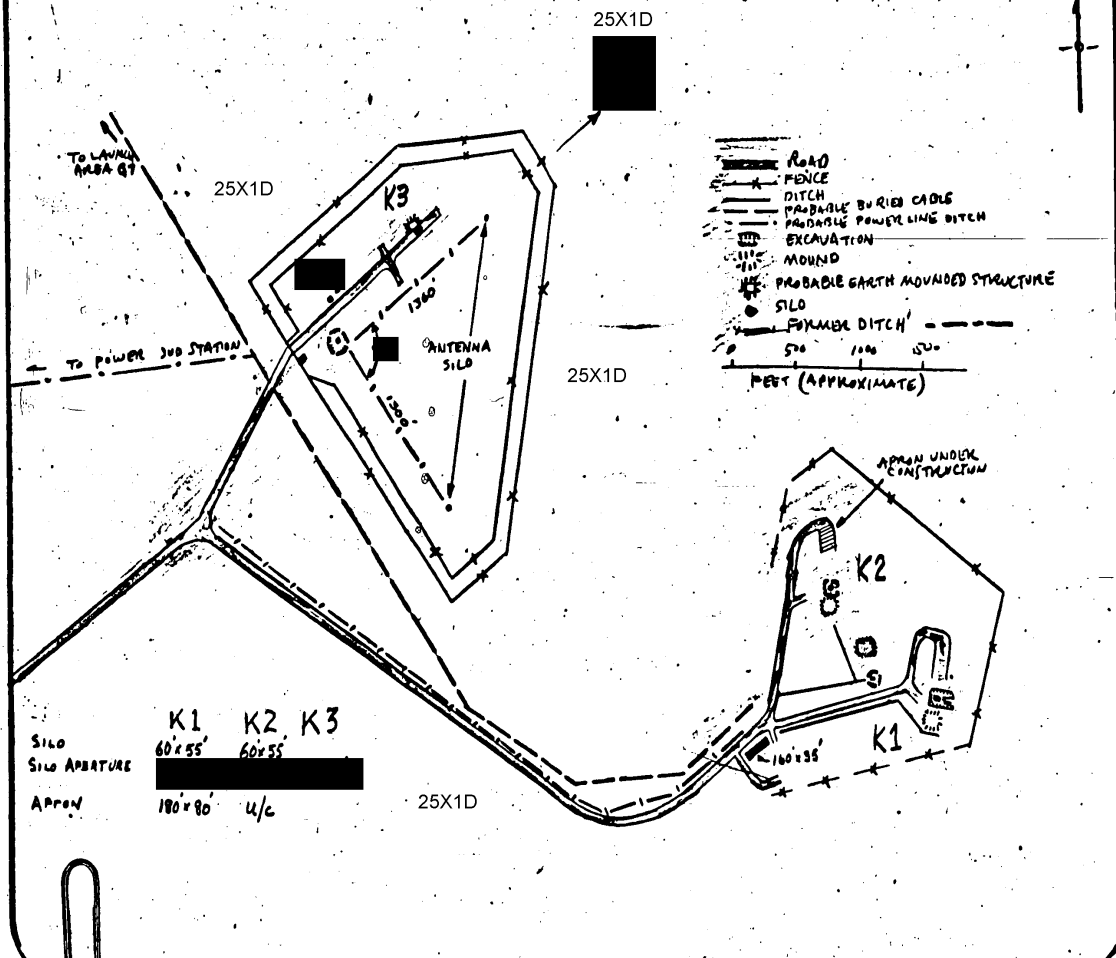 25X1D
TO LAUNCH
AREA G7
25X1D
K3
ROAD
FENCE
DITCH
PROBABLE BURIED CABLE
PROBABLE POWER LINE DITCH
EXCAVATION
MOUND
PROBABLE EARTH MOUNDED STRUCTURE
SILO
FORMER DITCH
0 500 1000 1500
FEET (APPROXIMATE)
1360'
TO POWER SUB STATION
ANTENNA
SILO
25X1D
1300'
APRON UNDER
CONSTRUCTION
K2
K1
160'x35'
K1 K2 K3
SILO 60'x55' 60'x55'
SILO APERATURE
APRON 180'x80' U/C
25X1D